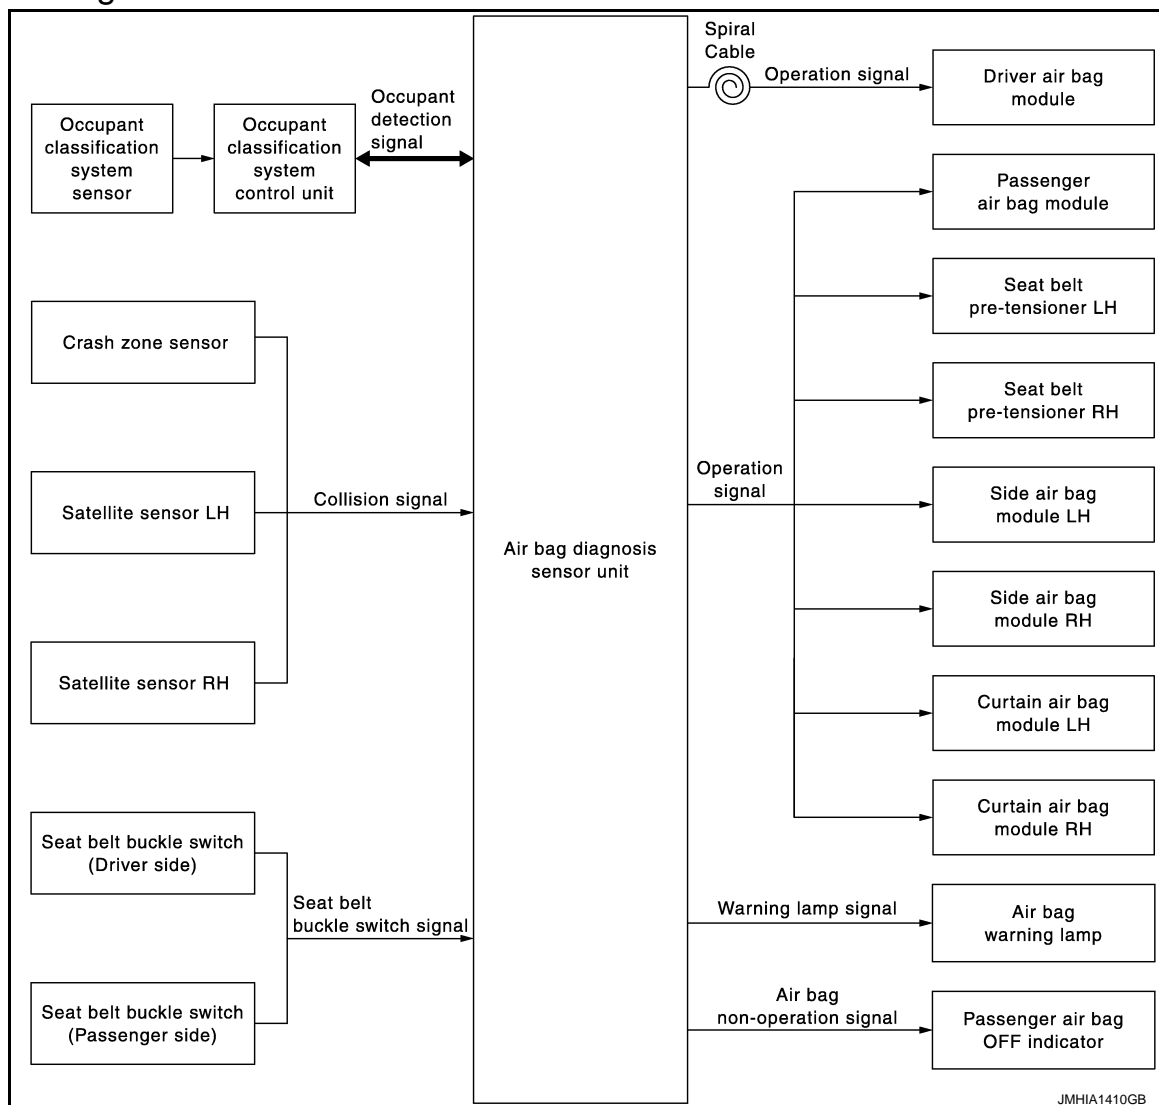 Occupant
classification
system
sensor
Occupant
classification
system
control unit
Occupant
detection
signal
Crash zone sensor
Satellite sensor LH
Collision signal
Satellite sensor RH
Seat belt buckle switch
(Driver side)
Seat belt
buckle switch signal
Seat belt buckle switch
(Passenger side)
Air bag diagnosis
sensor unit
Spiral
Cable
Operation signal
Driver air bag
module
Passenger
air bag module
Seat belt
pre-tensioner LH
Seat belt
pre-tensioner RH
Operation
signal
Side air bag
module LH
Side air bag
module RH
Curtain air bag
module LH
Curtain air bag
module RH
Warning lamp signal
Air bag
warning lamp
Air bag
non-operation signal
Passenger air bag
OFF indicator
JMHIA1410GB